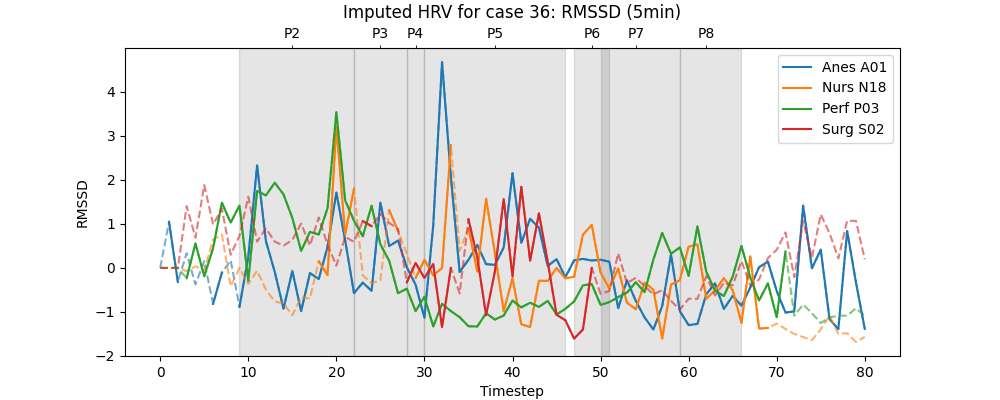 Imputed HRV for case 36: RMSSD (5min)
P2 P3 P4 P5 P6 P7 P8
Anes A01
Nurs N18
Perf P03
Surg S02
4
3
2
1
0
−1
−2
RMSSD
0 10 20 30 40 50 60 70 80
Timestep